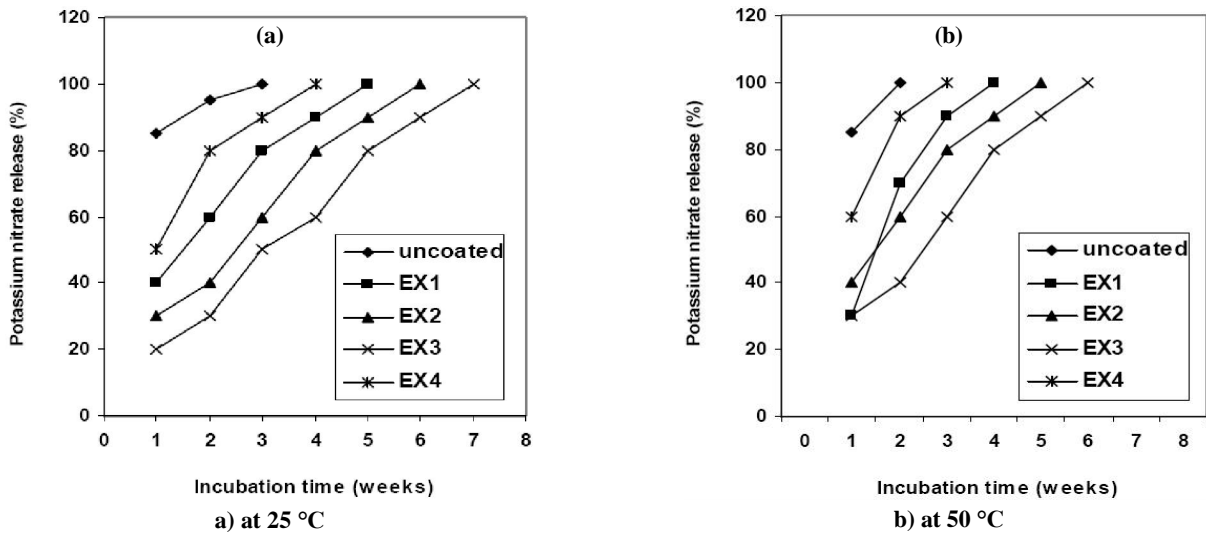 (a)
Potassium nitrate release (%)
120
100
80
60
40
20
0
uncoated
EX1
EX2
EX3
EX4
0 1 2 3 4 5 6 7 8
Incubation time (weeks)
a) at 25 °C
(b)
Potassium nitrate release (%)
120
100
80
60
40
20
0
uncoated
EX1
EX2
EX3
EX4
0 1 2 3 4 5 6 7 8
Incubation time (weeks)
b) at 50 °C